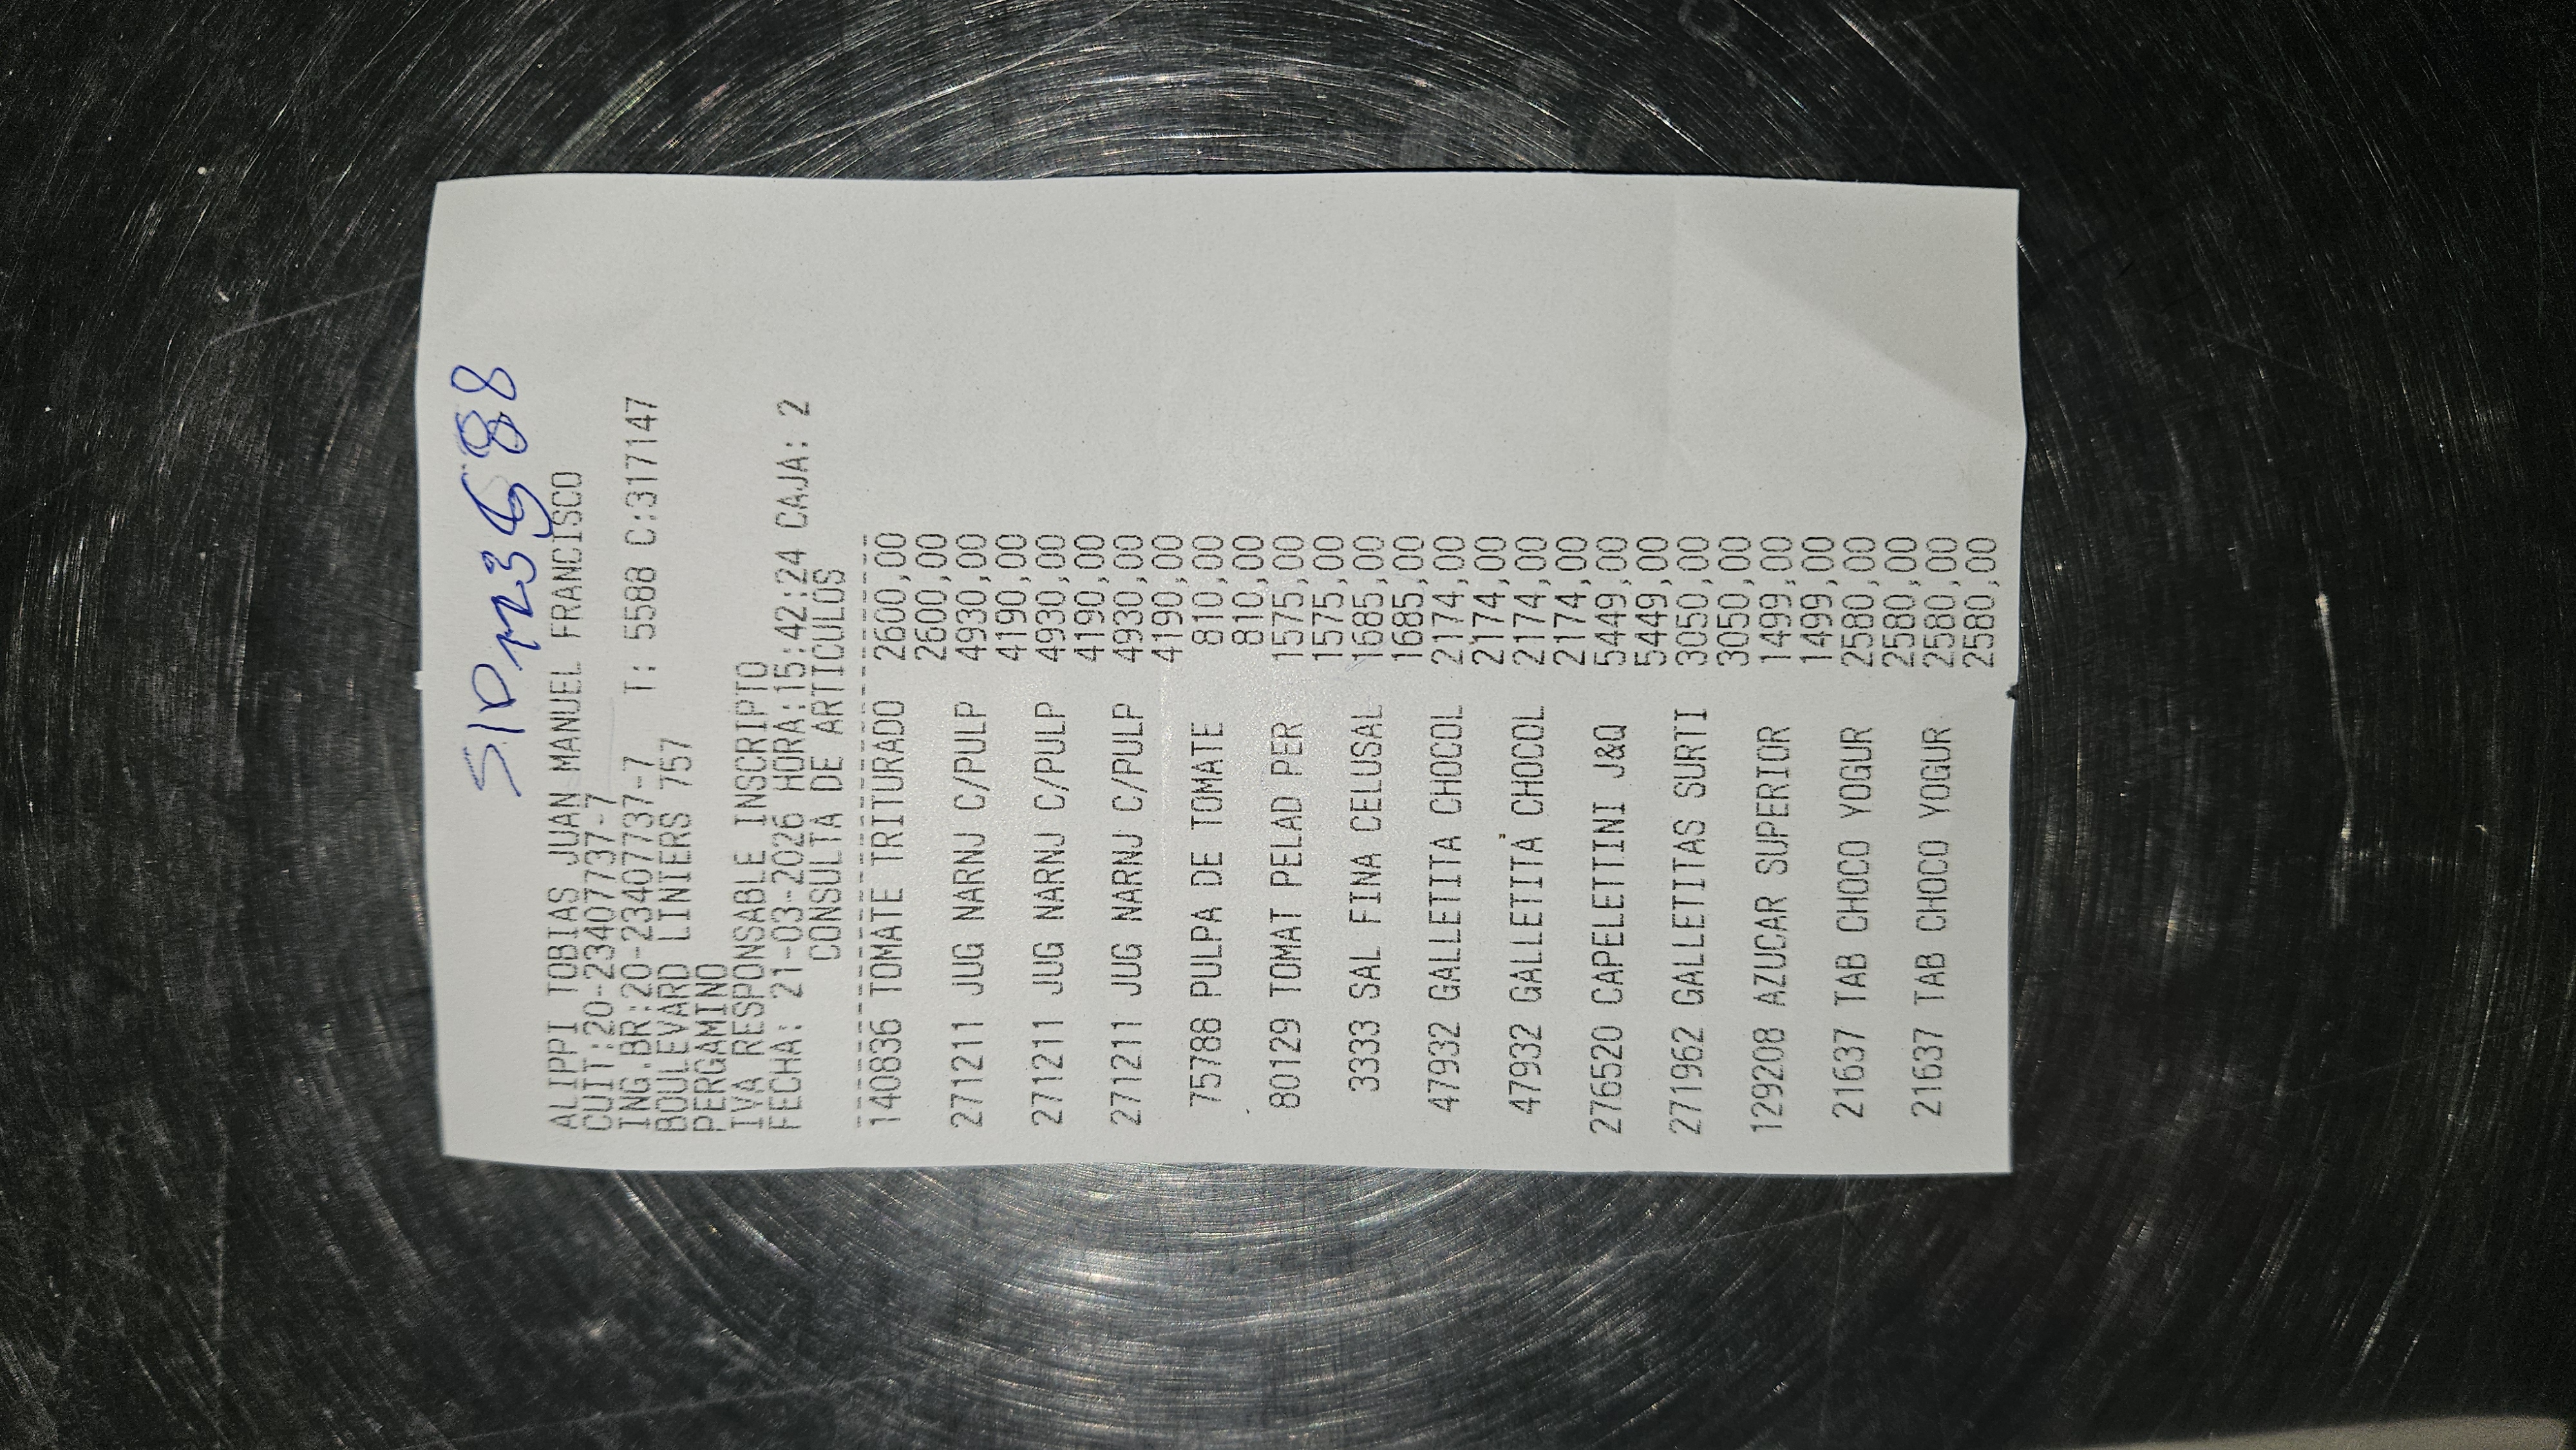 ALIPPI TOBIAS JUAN MANUEL FRANCISCO
CUIT:20-23407737-7
ING.BR:20-23407737-7 T: 5588 C:317147
BOULEVARD LINIERS 757
PERGAMINO
IVA RESPONSABLE INSCRIPTO
FECHA: 21-03-2026 HORA:15:42:24 CAJA: 2
CONSULTA DE ARTICULOS
140836 TOMATE TRITURADO 2600,00
2600,00
271211 JUG NARNJ C/PULP 4930,00
4190,00
271211 JUG NARNJ C/PULP 4930,00
4190,00
271211 JUG NARNJ C/PULP 4930,00
4190,00
75788 PULPA DE TOMATE 810,00
810,00
80129 TOMAT PELAD PER 1575,00
1575,00
3333 SAL FINA CELUSAL 1685,00
1685,00
47932 GALLETITA CHOCOL 2174,00
2174,00
47932 GALLETITA CHOCOL 2174,00
2174,00
276520 CAPELETTINI J&Q 5449,00
5449,00
271962 GALLETITAS SURTI 3050,00
3050,00
129208 AZUCAR SUPERIOR 1499,00
1499,00
21637 TAB CHOCO YOGUR 2580,00
2580,00
21637 TAB CHOCO YOGUR 2580,00
2580,00